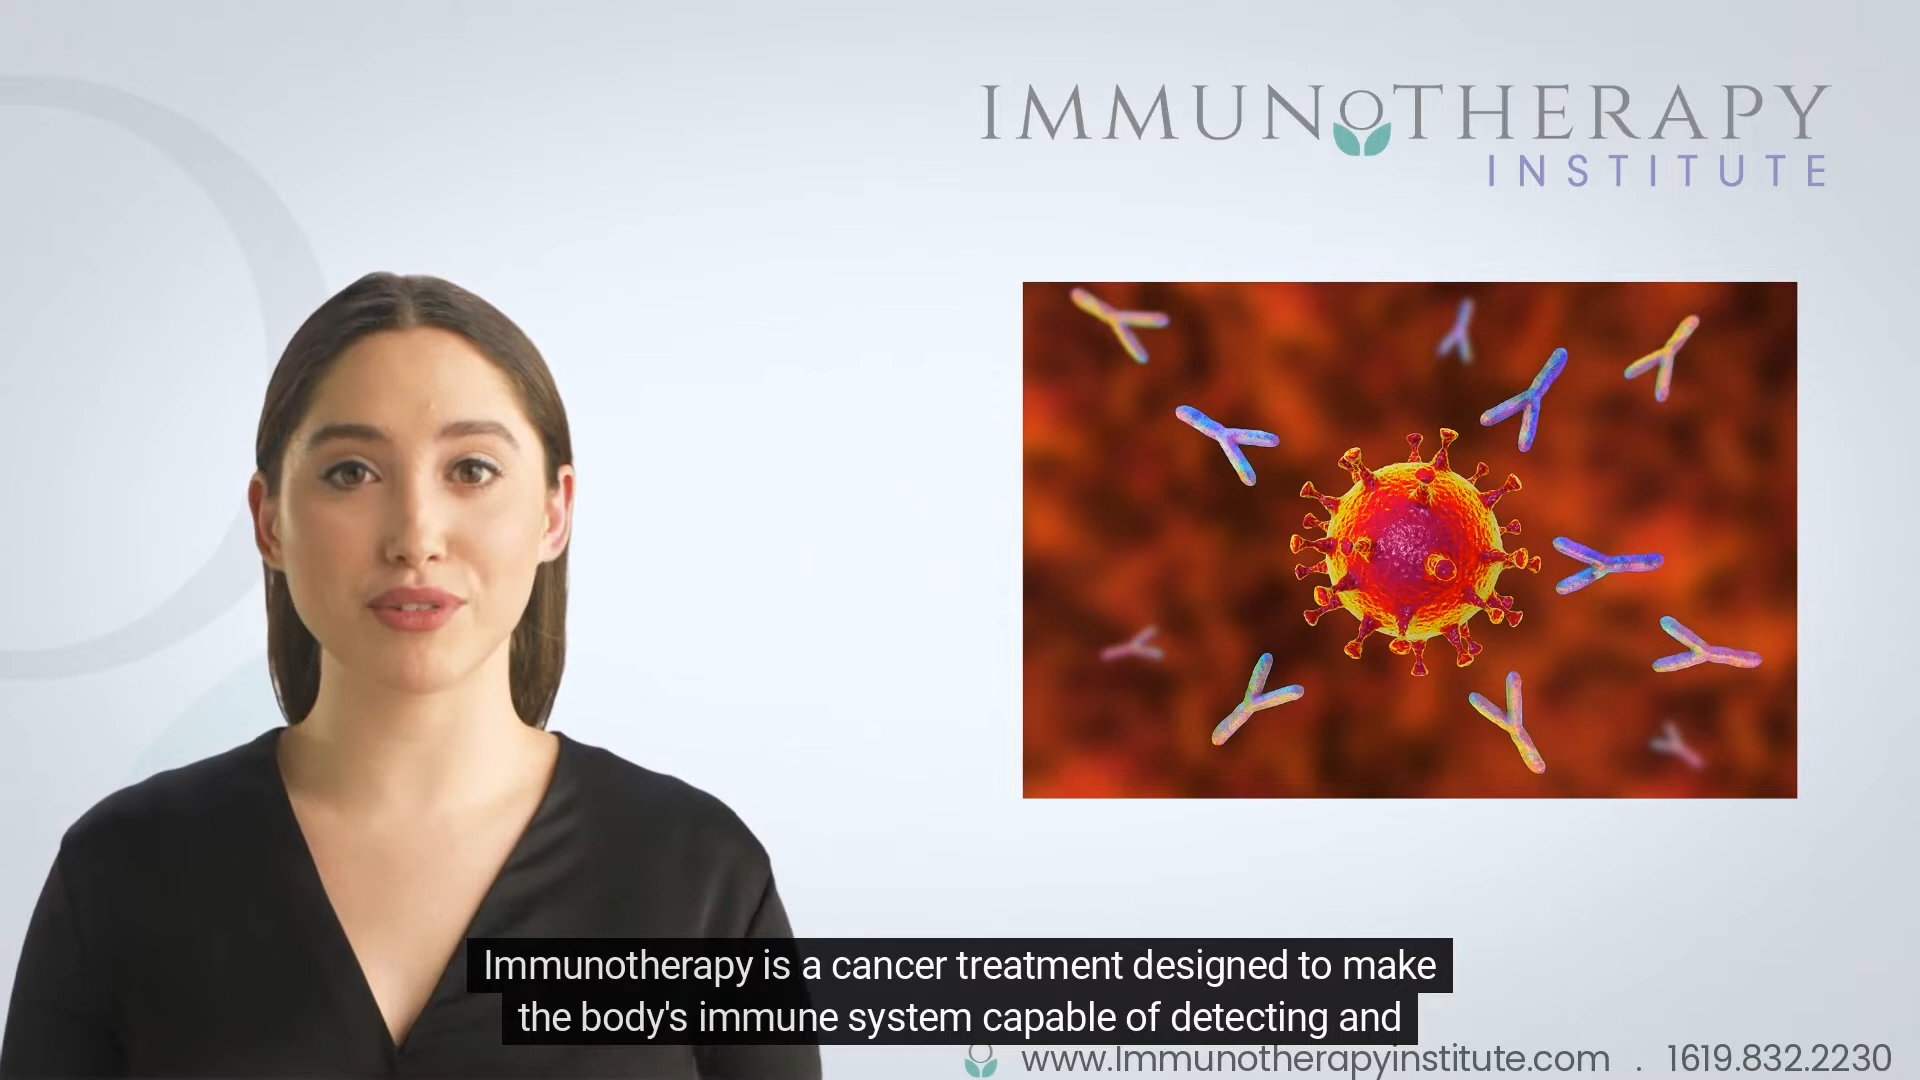 IMMUNOTHERAPY
INSTITUTE
Immunotherapy is a cancer treatment designed to make
the body's immune system capable of detecting and
www.Immunotherapyinstitute.com . 1619.832.2230